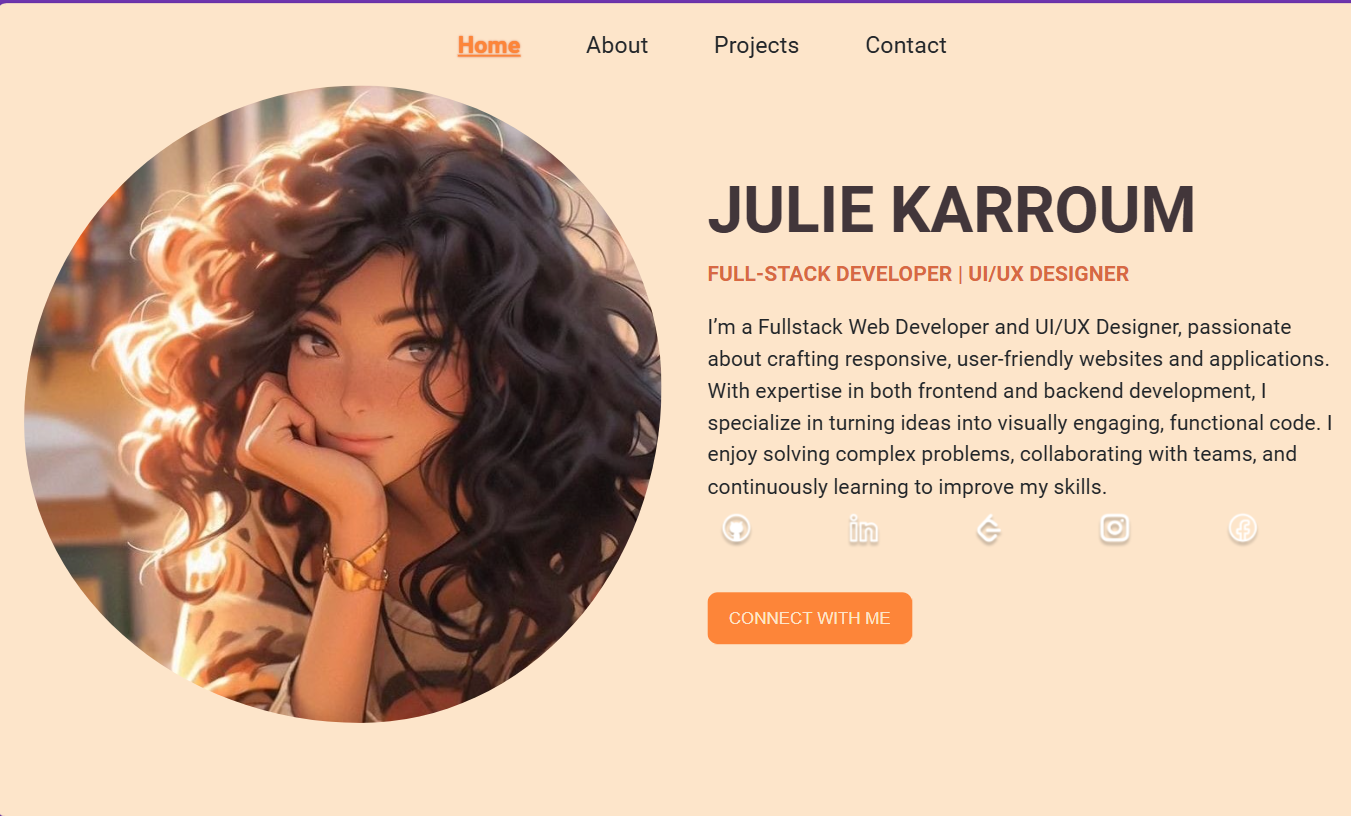 Home
About
Projects
Contact
JULIE KARROUM
FULL-STACK DEVELOPER | UI/UX DESIGNER
I’m a Fullstack Web Developer and UI/UX Designer, passionate
about crafting responsive, user-friendly websites and applications.
With expertise in both frontend and backend development, I
specialize in turning ideas into visually engaging, functional code. I
enjoy solving complex problems, collaborating with teams, and
continuously learning to improve my skills.
CONNECT WITH ME